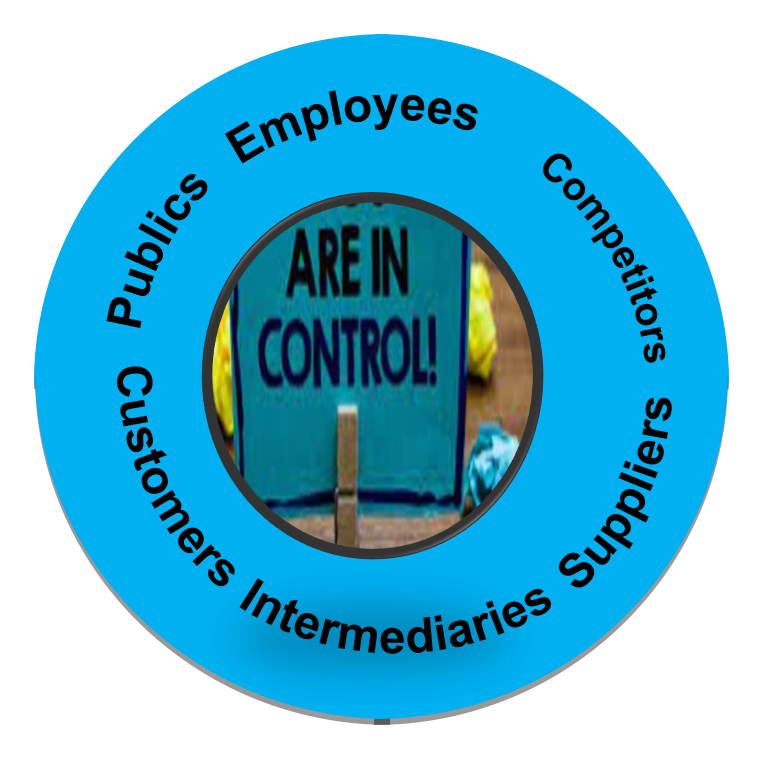 Employees
Competitors
Suppliers
Intermediaries
Customers
Publics
ARE IN
CONTROL!